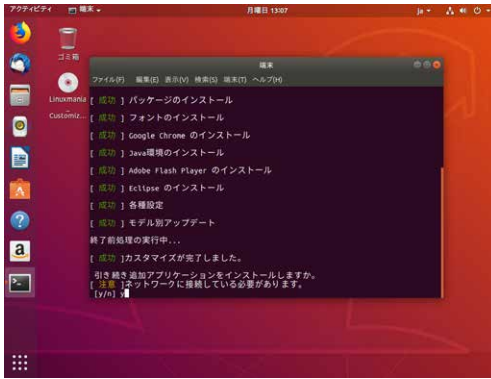 アクティビティ 端末 月曜日 13:07 ja
ゴミ箱
Linuxmania
Customiz...
端末
ファイル(F) 編集(E) 表示(V) 検索(S) 端末(T) ヘルプ(H)
[ 成功 ] パッケージのインストール
[ 成功 ] フォントのインストール
[ 成功 ] Google Chrome のインストール
[ 成功 ] Java環境のインストール
[ 成功 ] Adobe Flash Player のインストール
[ 成功 ] Eclipse のインストール
[ 成功 ] 各種設定
[ 成功 ] モデル別アップデート
終了前処理の実行中...
[ 成功 ]カスタマイズが完了しました。
引き続き追加アプリケーションをインストールしますか。
[ 注意 ]ネットワークに接続している必要があります。
[y/n] y